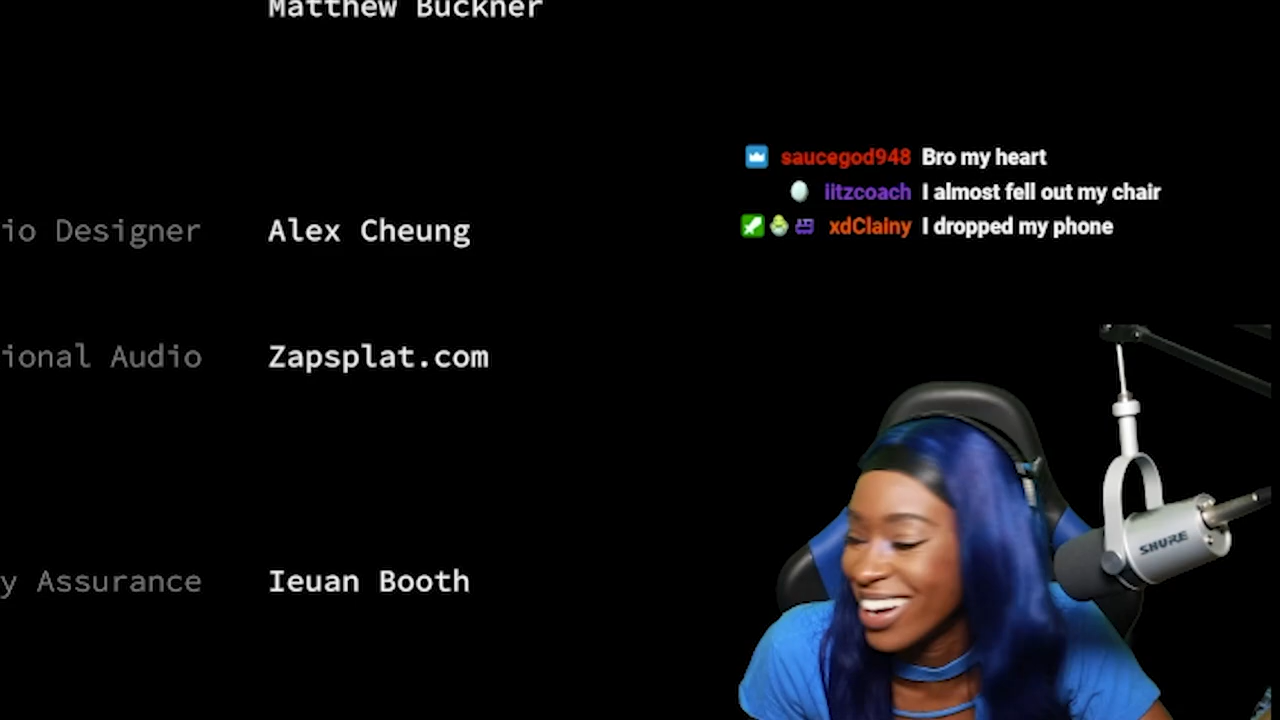 Matthew Buckner
saucegod948 Bro my heart
iitzcoach I almost fell out my chair
xdClainy I dropped my phone
io Designer Alex Cheung
ional Audio Zapsplat.com
SHURE
y Assurance Ieuan Booth